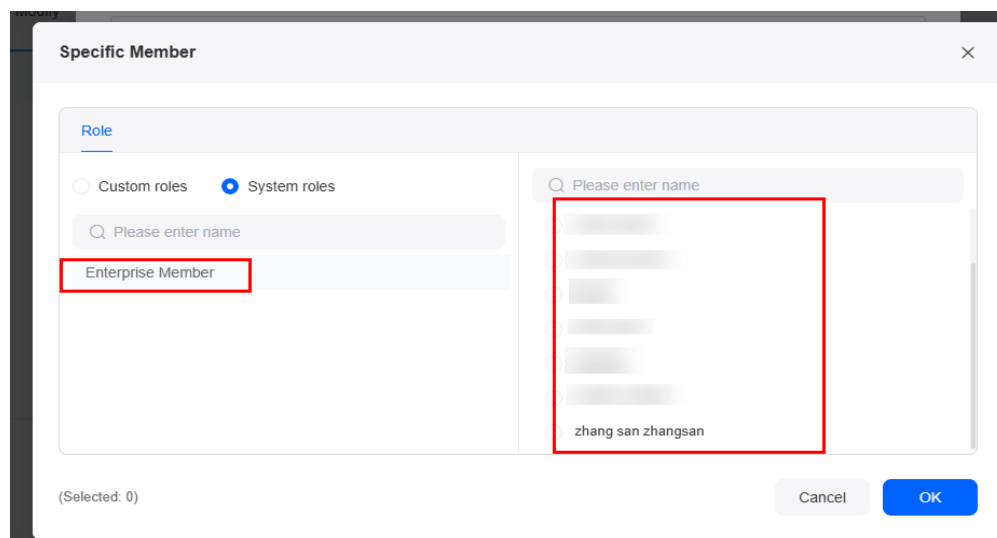 Modify
Specific Member
Role
Custom roles
System roles
Please enter name
Enterprise Member
Please enter name
zhang san zhangsan
(Selected: 0)
Cancel
OK